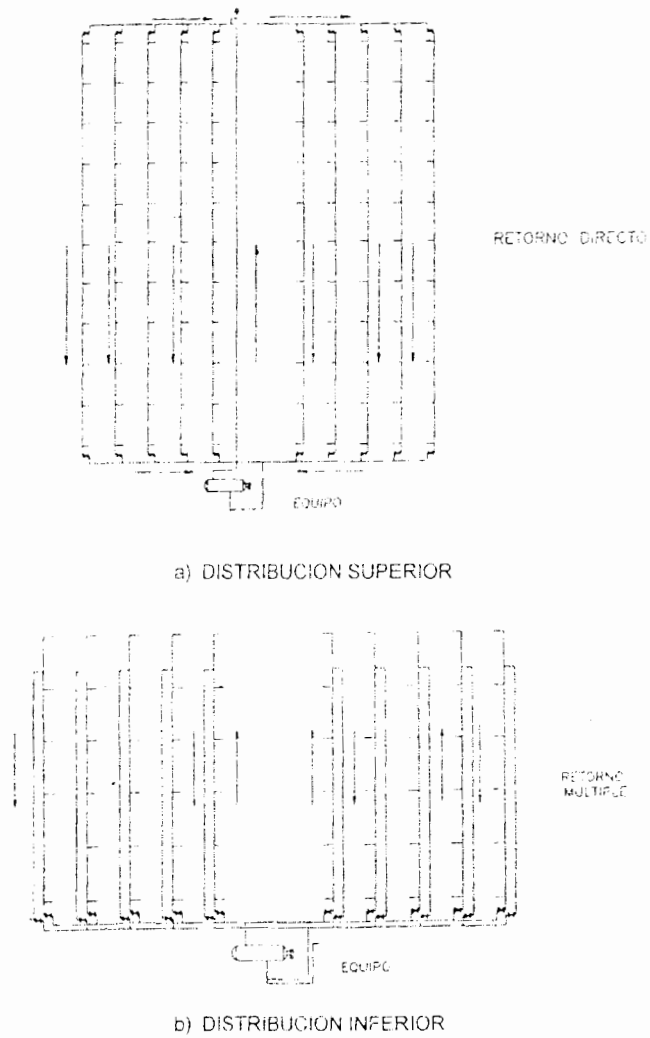 RETORNO DIRECTO
EQUIPO
a) DISTRIBUCION SUPERIOR
RETORNO
MULTIPLE
EQUIPO
b) DISTRIBUCION INFERIOR